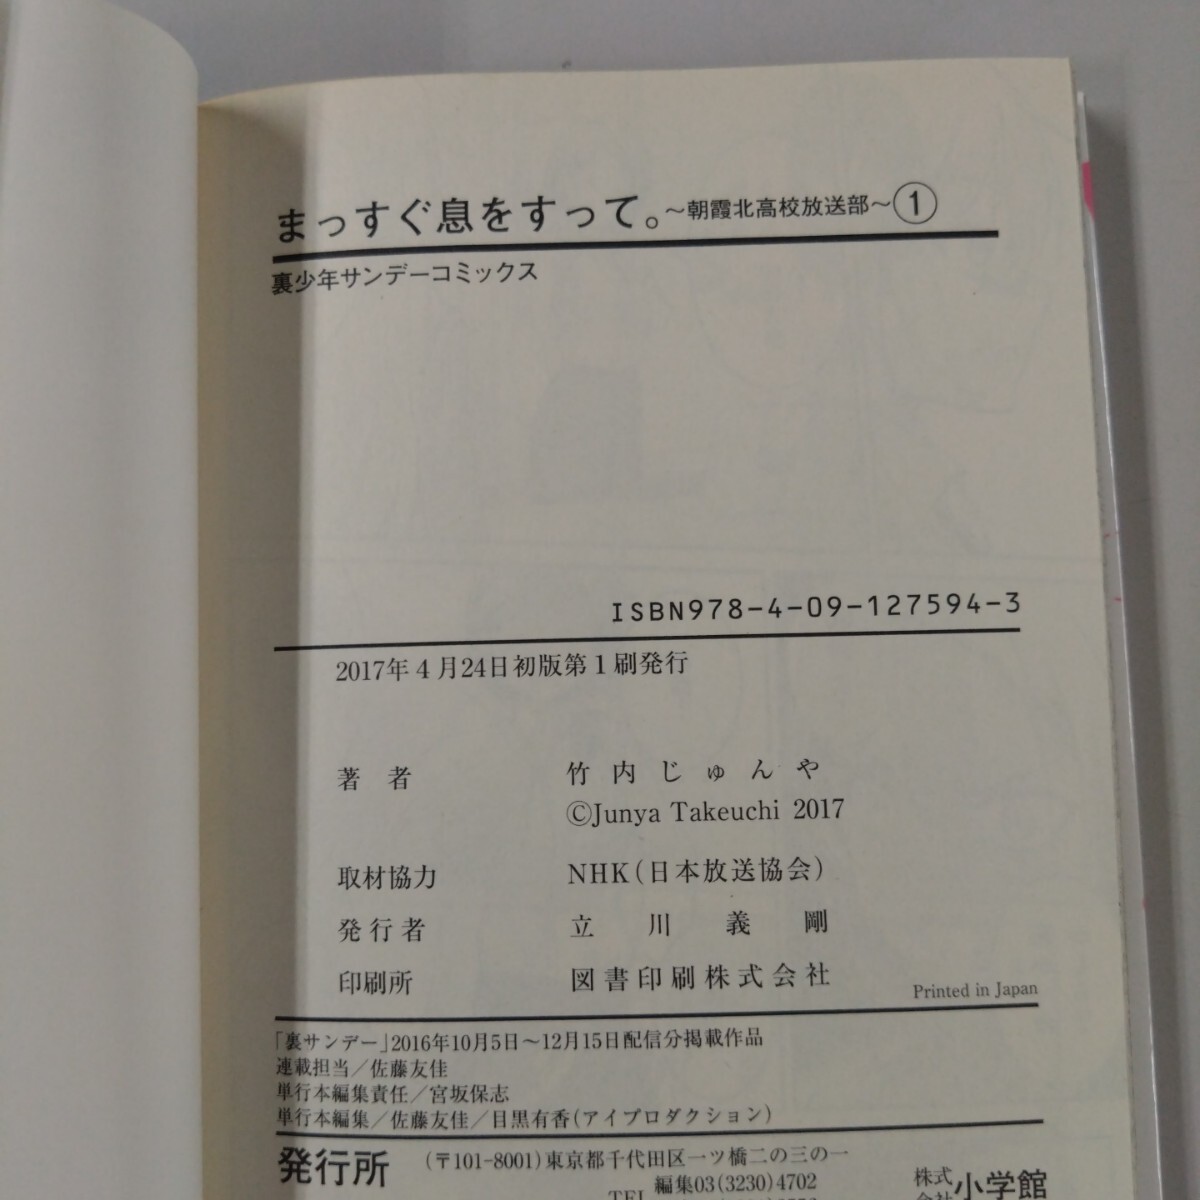 まっすぐ息をすって。～朝霞北高校放送部～①
裏少年サンデーコミックス
ISBN978-4-09-127594-3
2017年4月24日初版第1刷発行
著者 竹内じゅんや
©Junya Takeuchi 2017
取材協力 NHK(日本放送協会)
発行者 立川義剛
印刷所 図書印刷株式会社
Printed in Japan
「裏サンデー」2016年10月5日～12月15日配信分掲載作品
連載担当／佐藤友佳
単行本編集責任／宮坂保志
単行本編集／佐藤友佳／目黒有香(アイプロダクション)
発行所 (〒101-8001)東京都千代田区一ツ橋二の三の一
TEL 編集03(3230)4702
株式会社 小学館